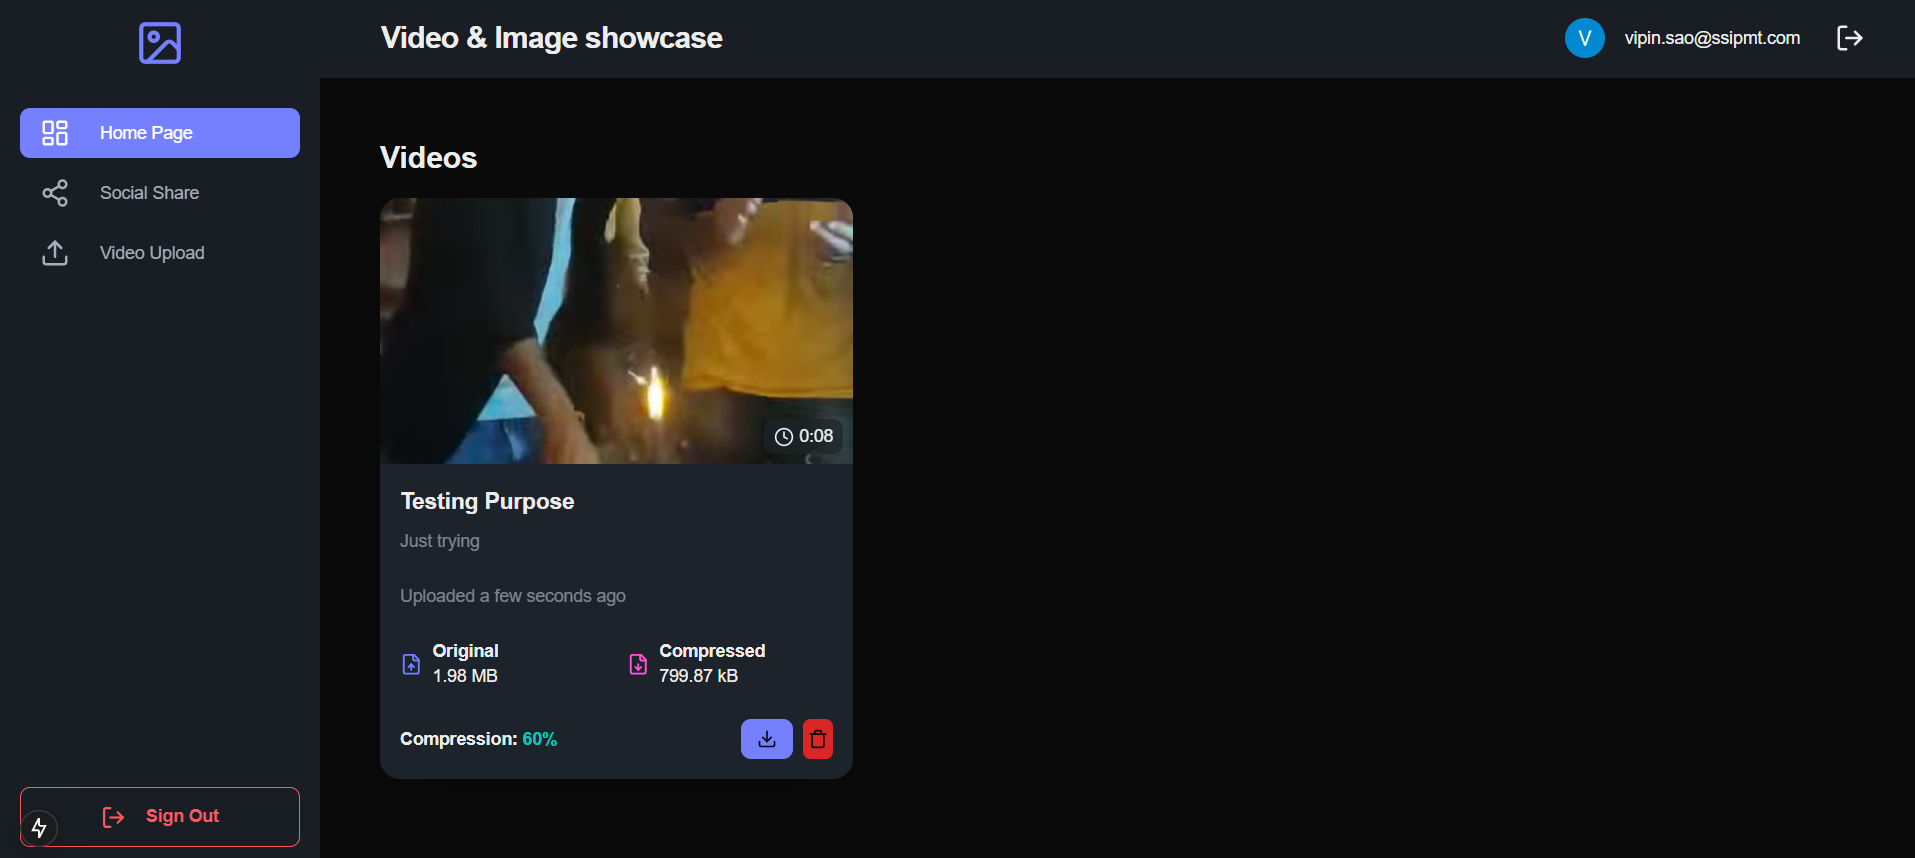 Video & Image showcase
V
vipin.sao@ssipmt.com
Home Page
Social Share
Video Upload
Sign Out
Videos
0:08
Testing Purpose
Just trying
Uploaded a few seconds ago
Original
1.98 MB
Compressed
799.87 kB
Compression: 60%